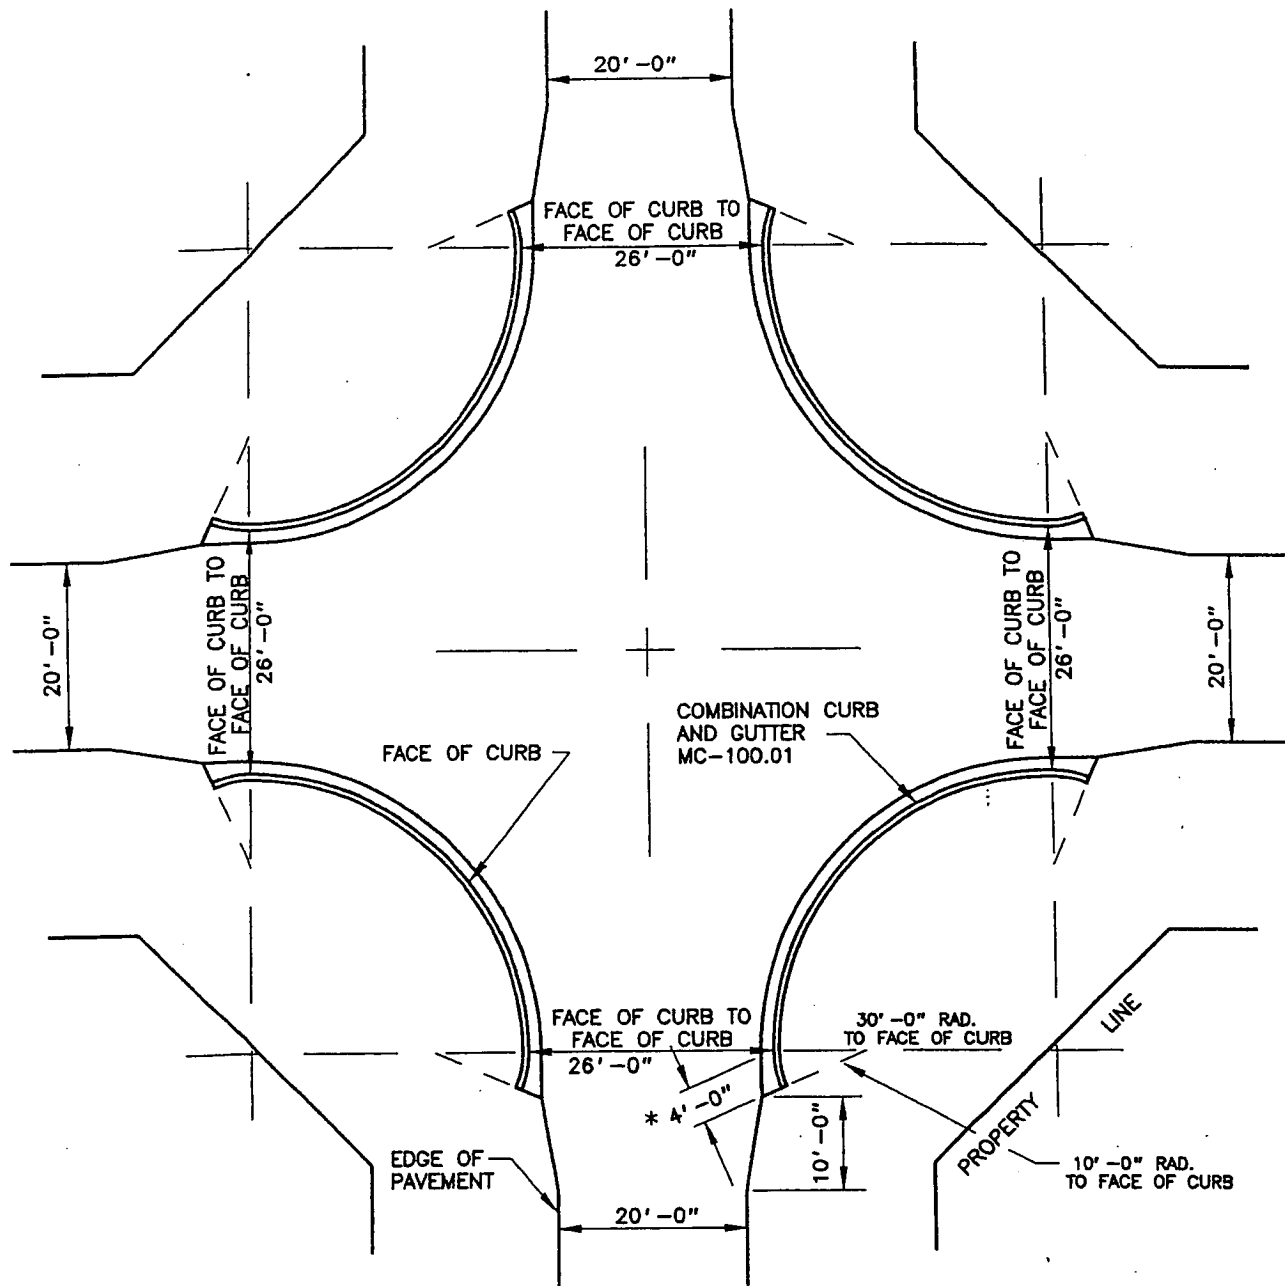 20'-0"
FACE OF CURB TO
FACE OF CURB
26'-0"
20'-0"
FACE OF CURB TO
FACE OF CURB
26'-0"
FACE OF CURB TO
FACE OF CURB
26'-0"
20'-0"
COMBINATION CURB
AND GUTTER
MC-100.01
FACE OF CURB
FACE OF CURB TO
FACE OF CURB
26'-0"
30'-0" RAD.
TO FACE OF CURB
* 4'-0"
10'-0"
PROPERTY LINE
10'-0" RAD.
TO FACE OF CURB
EDGE OF
PAVEMENT
20'-0"